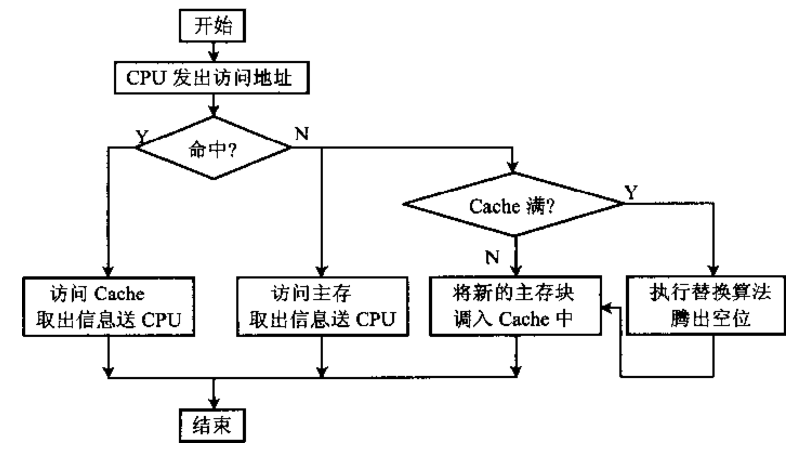 开始
CPU 发出访问地址
Y
命中?
N
Cache 满?
Y
N
访问 Cache
取出信息送 CPU
访问主存
取出信息送 CPU
将新的主存块
调入 Cache 中
执行替换算法
腾出空位
结束